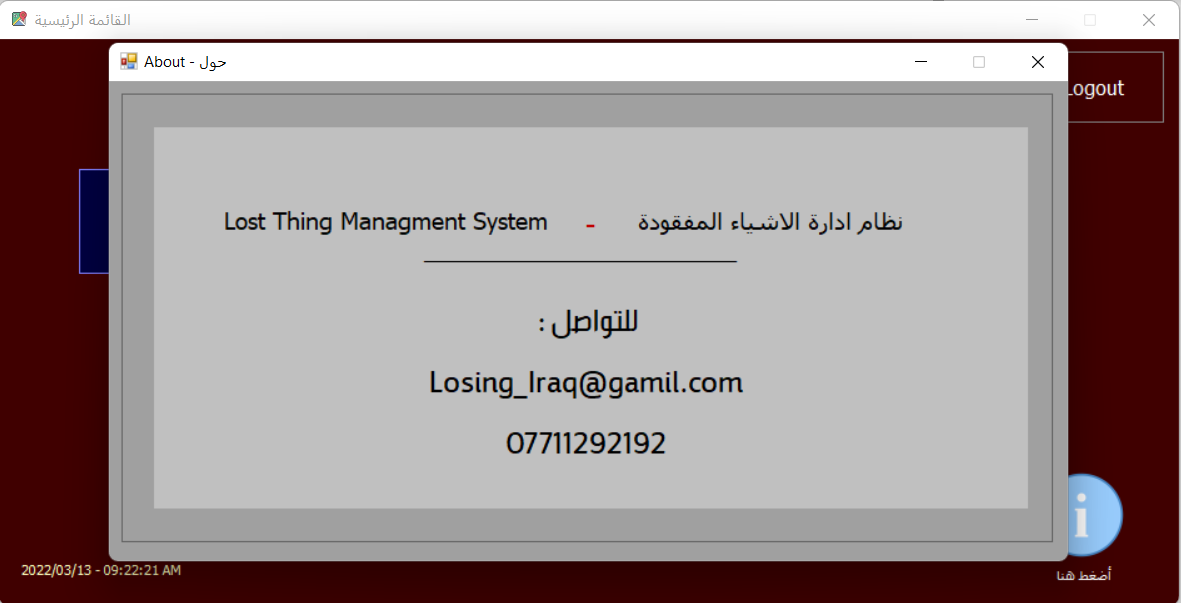 القائمة الرئيسية
About - حول
Logout
Lost Thing Managment System - نظام ادارة الاشياء المفقودة
للتواصل :
Losing_Iraq@gamil.com
07711292192
2022/03/13 - 09:22:21 AM
أضغط هنا